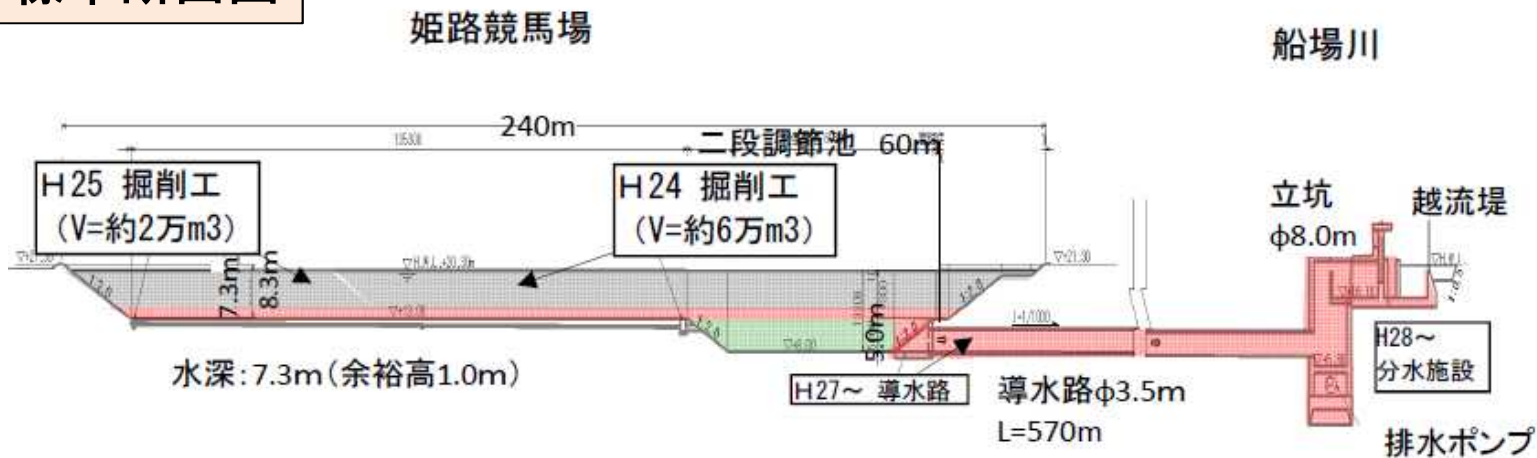 標準断面図
姫路競馬場
船場川
240m
二段調節池 60m
H25 掘削工
(V=約2万m3)
H24 掘削工
(V=約6万m3)
立坑
φ8.0m
越流堤
7.3m
8.3m
5.0m
水深:7.3m(余裕高1.0m)
H27~ 導水路
導水路φ3.5m
L=570m
H28~
分水施設
排水ポンプ